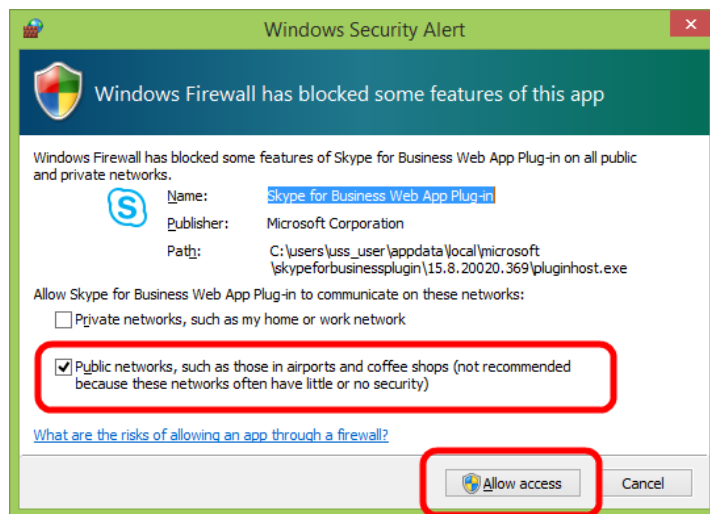 Windows Security Alert
Windows Firewall has blocked some features of this app
Windows Firewall has blocked some features of Skype for Business Web App Plug-in on all public
and private networks.
Name: Skype for Business Web App Plug-in
Publisher: Microsoft Corporation
Path: C:\users\uss_user\appdata\local\microsoft
\skypeforbusinessplugin\15.8.20020.369\pluginhost.exe
Allow Skype for Business Web App Plug-in to communicate on these networks:
Private networks, such as my home or work network
Public networks, such as those in airports and coffee shops (not recommended
because these networks often have little or no security)
What are the risks of allowing an app through a firewall?
Allow access Cancel